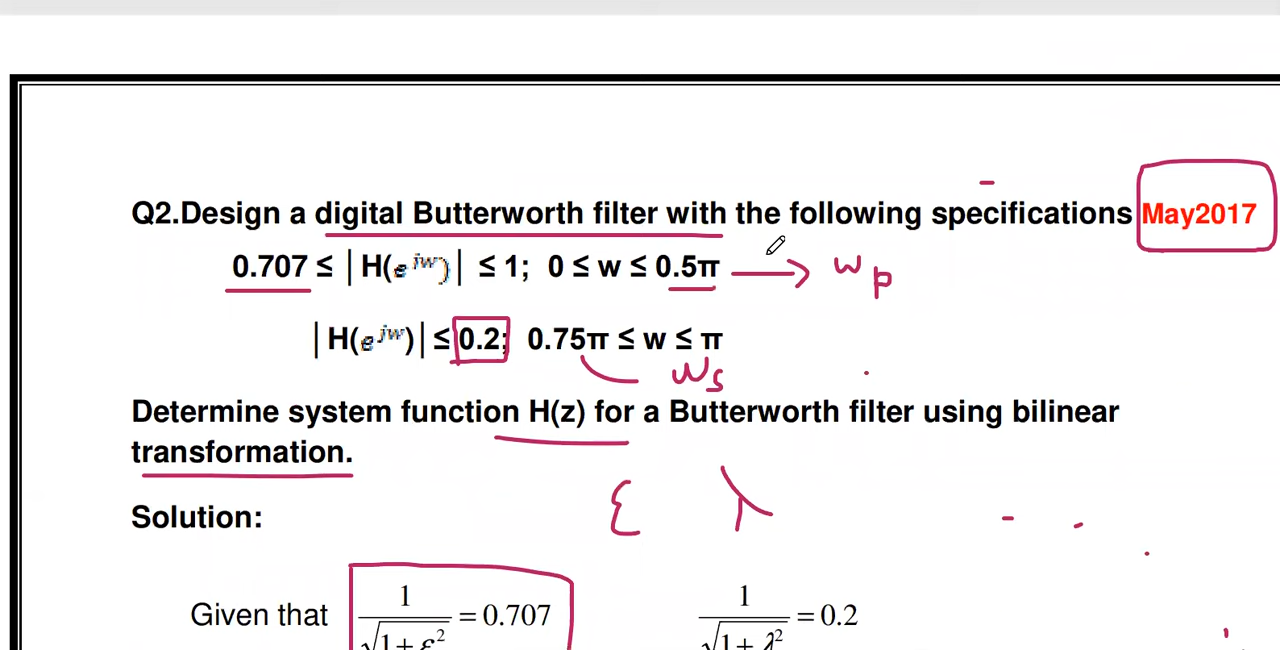 Q2.Design a digital Butterworth filter with the following specifications May2017
0.707 ≤ |H(e^jw)| ≤ 1; 0 ≤ w ≤ 0.5π → wp
|H(e^jw)| ≤ 0.2; 0.75π ≤ w ≤ π
ws
Determine system function H(z) for a Butterworth filter using bilinear
transformation.
ε λ
Solution:
Given that 1/√(1+ε²) = 0.707 1/√(1+λ²) = 0.2